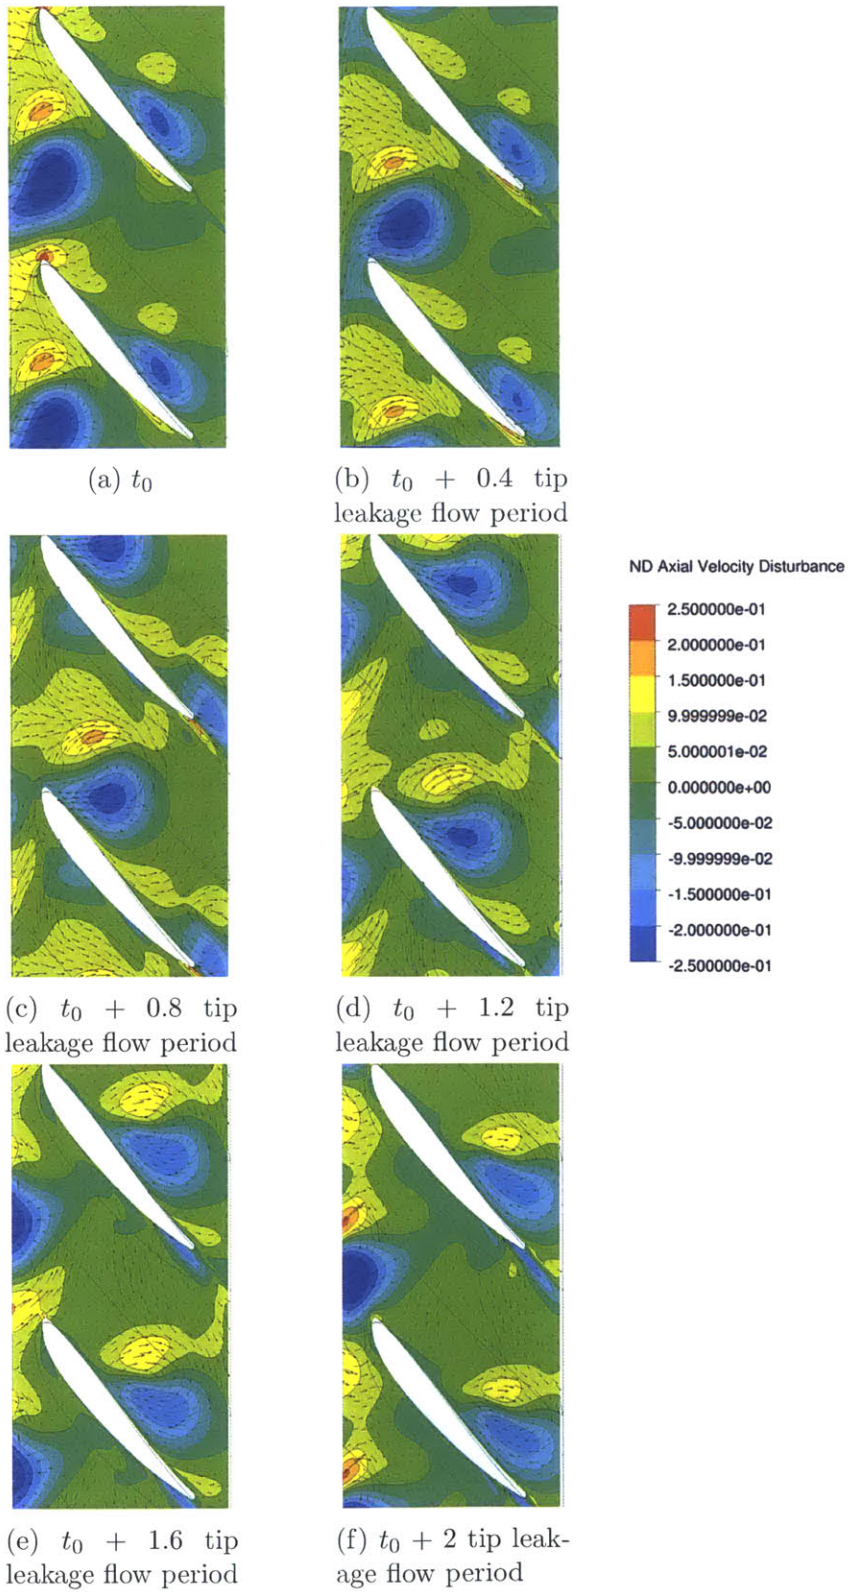 (a) t0
(b) t0 + 0.4 tip
leakage flow period
ND Axial Velocity Disturbance
2.500000e-01
2.000000e-01
1.500000e-01
9.999999e-02
5.000001e-02
0.000000e+00
-5.000000e-02
-9.999999e-02
-1.500000e-01
-2.000000e-01
-2.500000e-01
(c) t0 + 0.8 tip
leakage flow period
(d) t0 + 1.2 tip
leakage flow period
(e) t0 + 1.6 tip
leakage flow period
(f) t0 + 2 tip leak-
age flow period